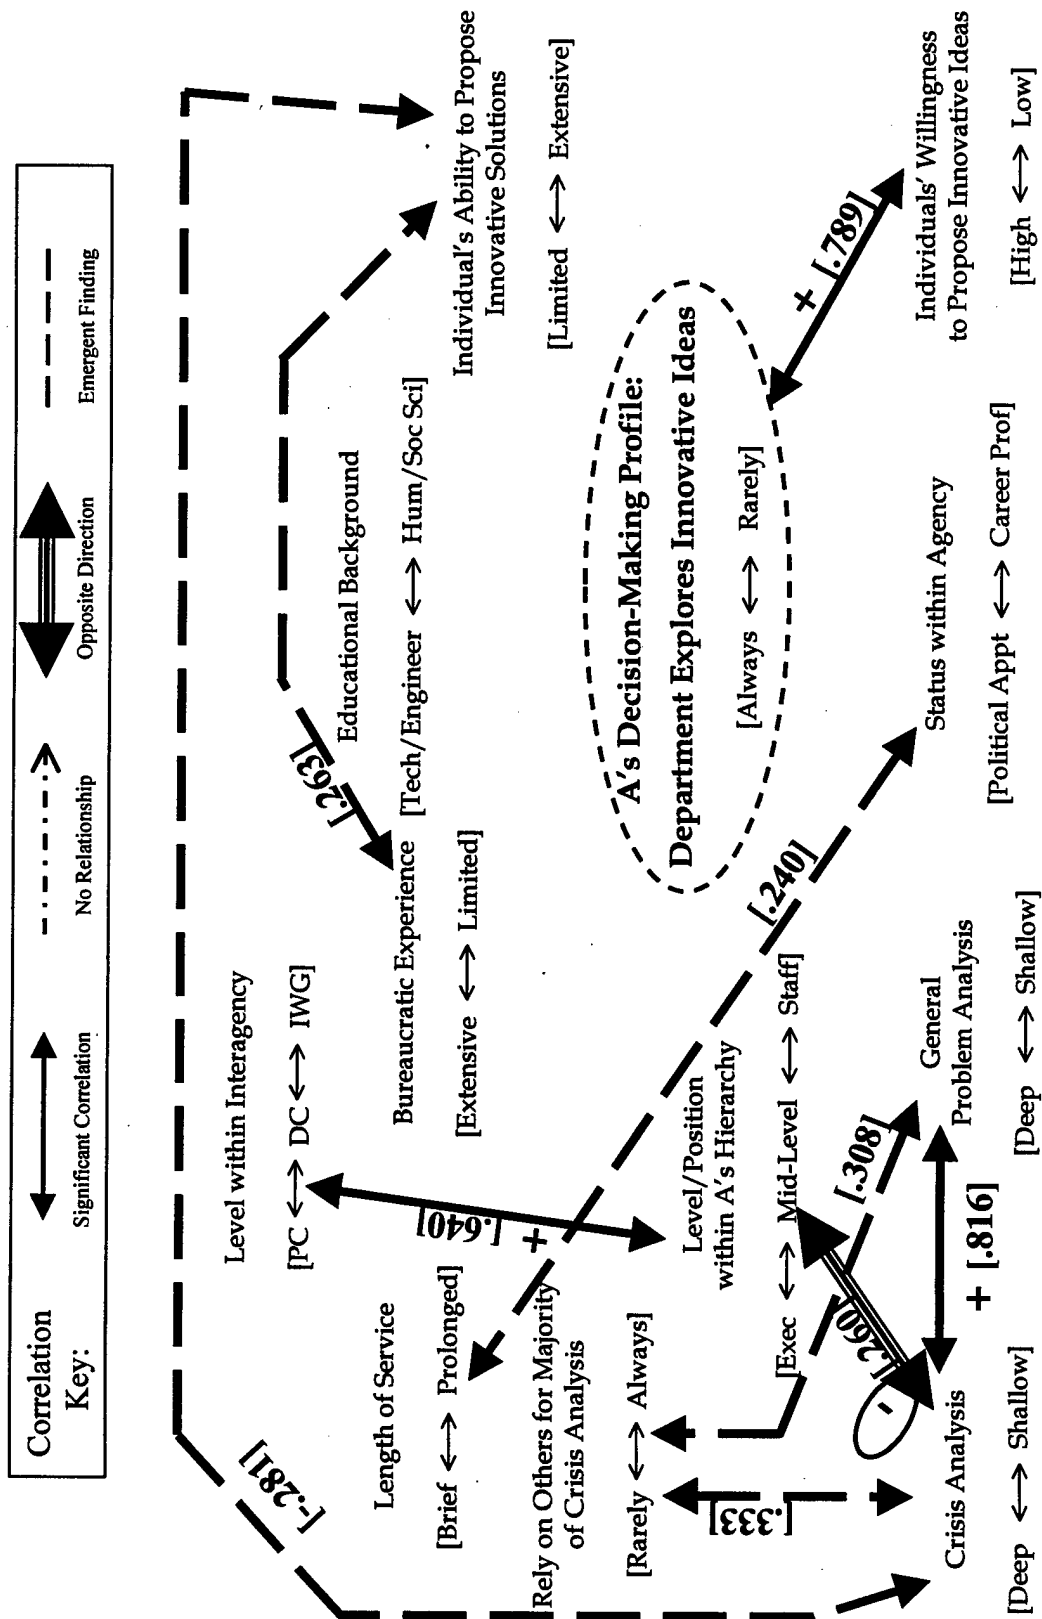 Correlation
Key:
Significant Correlation
No Relationship
Opposite Direction
Emergent Finding
[-.281]
Level within Interagency
[PC ⟷ DC ⟷ IWG]
[.263]
Educational Background
[Tech/Engineer ⟷ Hum/Soc Sci]
Individual's Ability to Propose
Innovative Solutions
[Limited ⟷ Extensive]
Length of Service
[Brief ⟷ Prolonged]
Bureaucratic Experience
[Extensive ⟷ Limited]
[.640]
+
Rely on Others for Majority
of Crisis Analysis
[Rarely ⟷ Always]
Level/Position
within A's Hierarchy
[Exec ⟷ Mid-Level ⟷ Staff]
[.240]
A's Decision-Making Profile:
Department Explores Innovative Ideas
[Always ⟷ Rarely]
+ [.789]
[.333]
[.260]
-
[.308]
Crisis Analysis
[Deep ⟷ Shallow]
+ [.816]
General
Problem Analysis
[Deep ⟷ Shallow]
Status within Agency
[Political Appt ⟷ Career Prof]
Individuals' Willingness
to Propose Innovative Ideas
[High ⟷ Low]